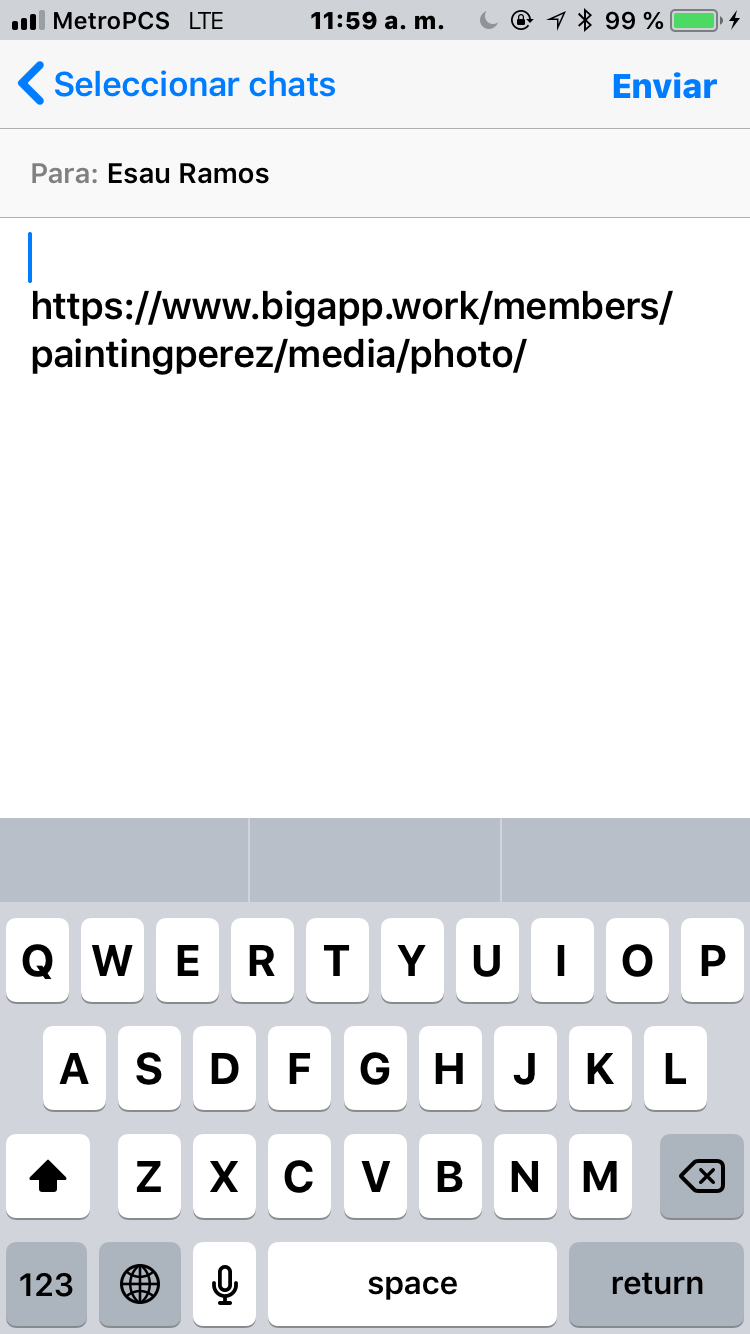 MetroPCS LTE 11:59 a. m. 99 %
Seleccionar chats Enviar
Para: Esau Ramos
https://www.bigapp.work/members/
paintingperez/media/photo/
Q W E R T Y U I O P
A S D F G H J K L
Z X C V B N M
123 space return